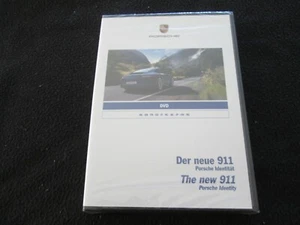 DVD
Der neue 911
Porsche Identität
The new 911
Porsche Identity